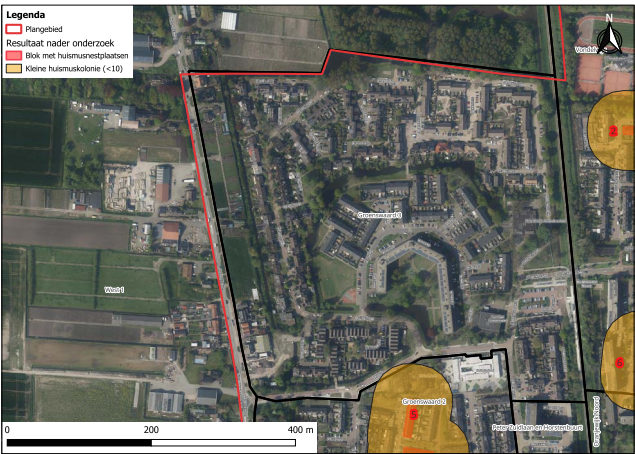 Legenda
Plangebied
Resultaat nader onderzoek
Blok met huismusnestplaatsen
Kleine huismuskolonie (<10)
N
2
Groenswaard 1
West 1
6
Groenswaard 2
5
Peter Zuidlaan en Horstenbuurt
0
200
400 m